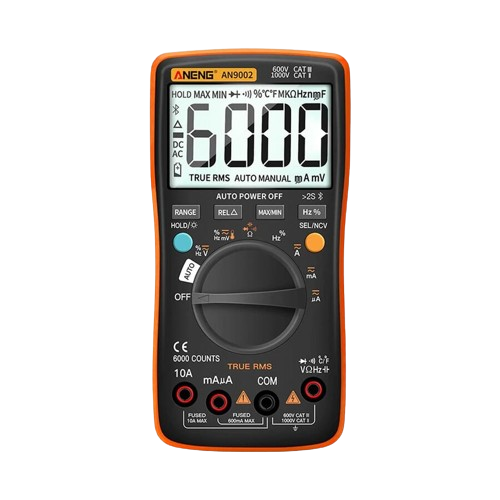 ANENG AN9002 600V CAT III
1000V CAT II
HOLD MAX MIN %°C°F MKΩHznmF
6000
DC
AC
TRUE RMS AUTO MANUAL mA mV
AUTO POWER OFF >2S
RANGE REL△ MAX/MIN Hz %
HOLD/ SEL/NCV
% Hz V % Hz mV Ω Hz% A
mA
μA
AUTO
OFF
CE
6000 COUNTS
TRUE RMS
10A mAμA COM VΩHz
°C/°F
FUSED
10A MAX
FUSED
600mA MAX
600V CAT III
1000V CAT II